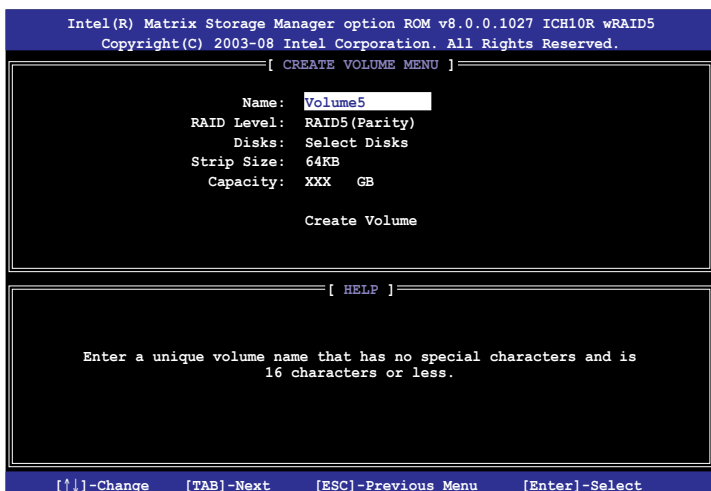 Intel(R) Matrix Storage Manager option ROM v8.0.0.1027 ICH10R wRAID5
Copyright(C) 2003-08 Intel Corporation. All Rights Reserved.
[ CREATE VOLUME MENU ]
Name: Volume5
RAID Level: RAID5(Parity)
Disks: Select Disks
Strip Size: 64KB
Capacity: XXX GB
Create Volume
[ HELP ]
Enter a unique volume name that has no special characters and is
16 characters or less.
[↑↓]-Change [TAB]-Next [ESC]-Previous Menu [Enter]-Select